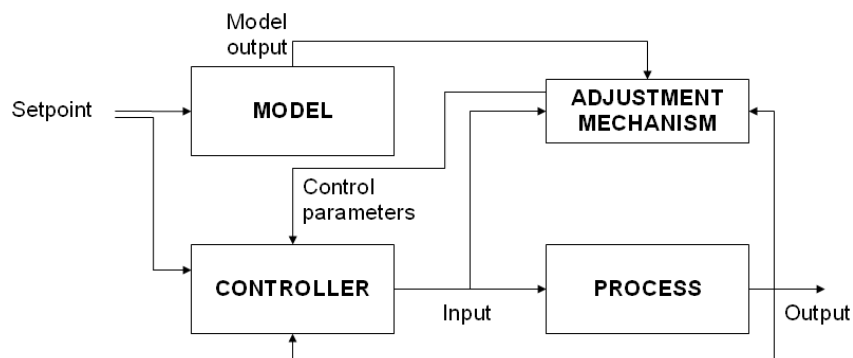 Model
output
Setpoint
MODEL
ADJUSTMENT
MECHANISM
Control
parameters
CONTROLLER
Input
PROCESS
Output